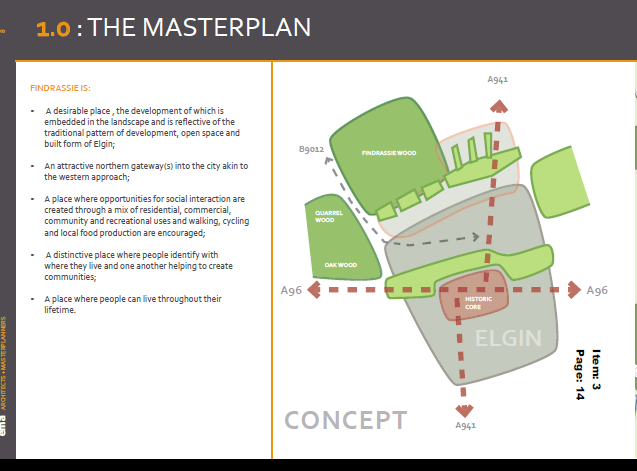 1.0 : THE MASTERPLAN
FINDRASSIE IS:
• A desirable place , the development of which is
embedded in the landscape and is reflective of the
traditional pattern of development, open space and
built form of Elgin;
• An attractive northern gateway(s) into the city akin to
the western approach;
• A place where opportunities for social interaction are
created through a mix of residential, commercial,
community and recreational uses and walking, cycling
and local food production are encouraged;
• A distinctive place where people identify with
where they live and one another helping to create
communities;
• A place where people can live throughout their
lifetime.
A941
B9012
FINDRASSIE WOOD
QUARREL
WOOD
OAK WOOD
A96
A96
HISTORIC
CORE
ELGIN
A941
CONCEPT
Item: 3
Page: 14
ARCHITECTS + MASTERPLANNERS